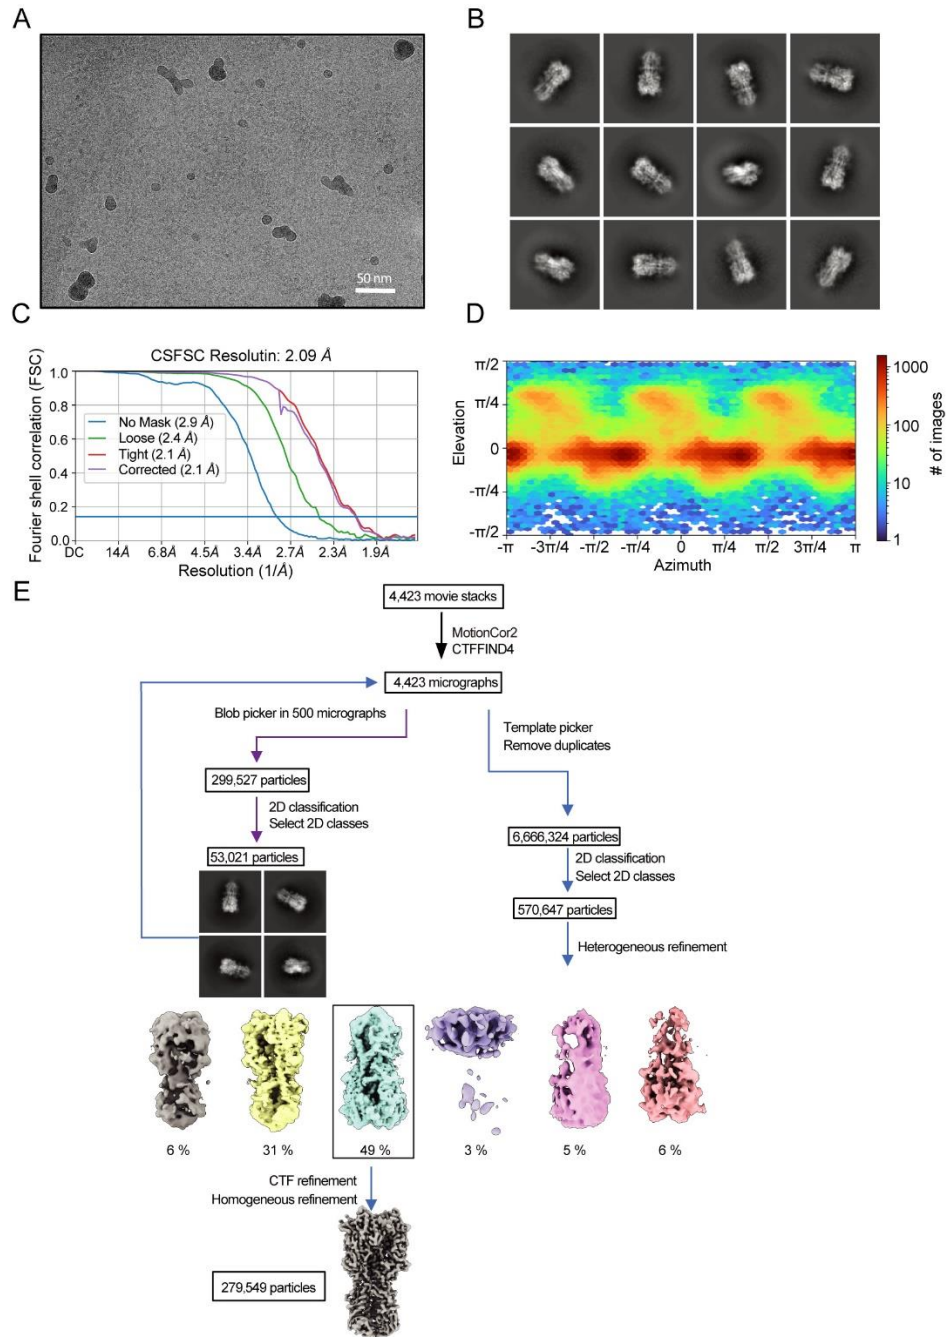 A
50 nm
B
C
CSFSC Resolutin: 2.09 Å
Fourier shell correlation (FSC)
1.0
0.8
0.6
0.4
0.2
0.0
No Mask (2.9 Å)
Loose (2.4 Å)
Tight (2.1 Å)
Corrected (2.1 Å)
DC 14Å 6.8Å 4.5Å 3.4Å 2.7Å 2.3Å 1.9Å
Resolution (1/Å)
D
Elevation
π/2
π/4
0
-π/4
-π/2
-π -3π/4 -π/2 -π/4 0 π/4 π/2 3π/4 π
Azimuth
1000
100
10
1
# of images
E
4,423 movie stacks
MotionCor2
CTFFIND4
4,423 micrographs
Blob picker in 500 micrographs
Template picker
Remove duplicates
299,527 particles
2D classification
Select 2D classes
53,021 particles
6,666,324 particles
2D classification
Select 2D classes
570,647 particles
Heterogeneous refinement
6 % 31 % 49 % 3 % 5 % 6 %
CTF refinement
Homogeneous refinement
279,549 particles